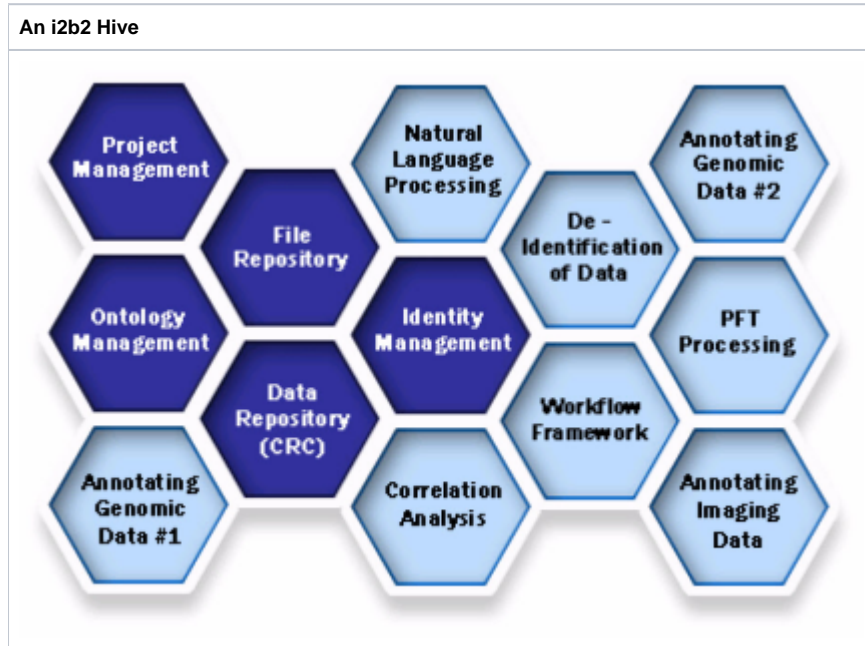 An i2b2 Hive
Project
Management
File
Repository
Natural
Language
Processing
De -
Identification
of Data
Annotating
Genomic
Data #2
Ontology
Management
Data
Repository
(CRC)
Identity
Management
Workflow
Framework
PFT
Processing
Annotating
Genomic
Data #1
Correlation
Analysis
Annotating
Imaging
Data